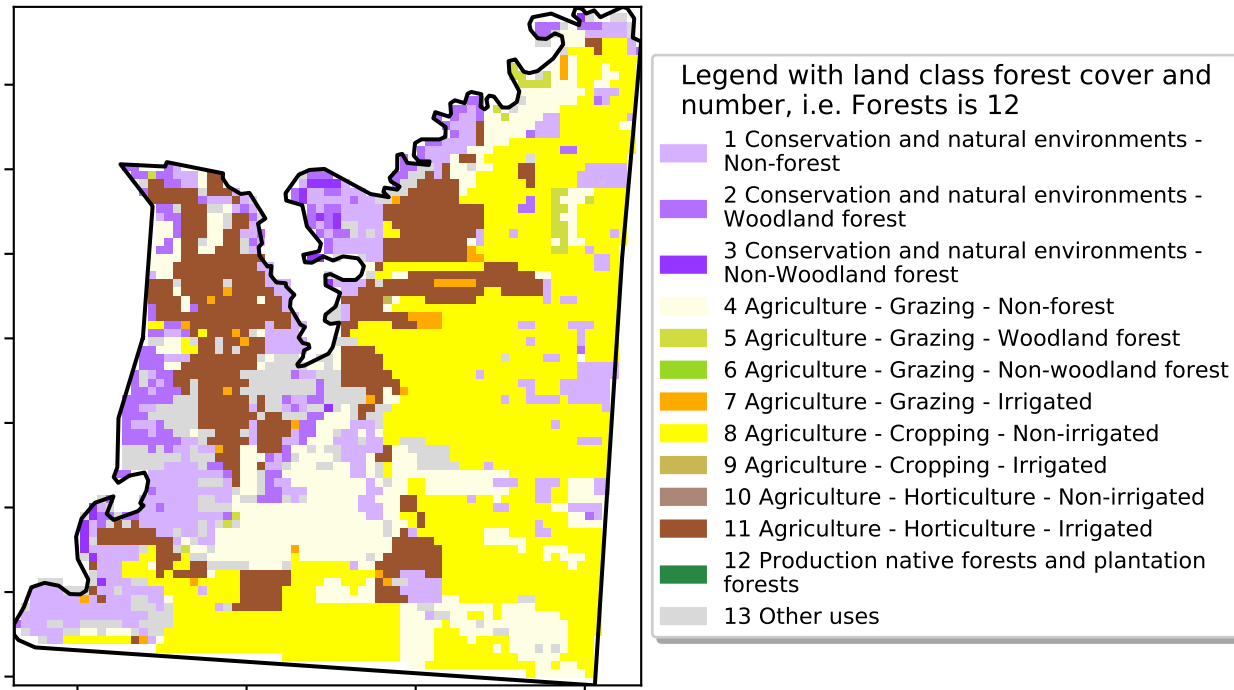 Legend with land class forest cover and
number, i.e. Forests is 12
1 Conservation and natural environments -
Non-forest
2 Conservation and natural environments -
Woodland forest
3 Conservation and natural environments -
Non-Woodland forest
4 Agriculture - Grazing - Non-forest
5 Agriculture - Grazing - Woodland forest
6 Agriculture - Grazing - Non-woodland forest
7 Agriculture - Grazing - Irrigated
8 Agriculture - Cropping - Non-irrigated
9 Agriculture - Cropping - Irrigated
10 Agriculture - Horticulture - Non-irrigated
11 Agriculture - Horticulture - Irrigated
12 Production native forests and plantation
forests
13 Other uses